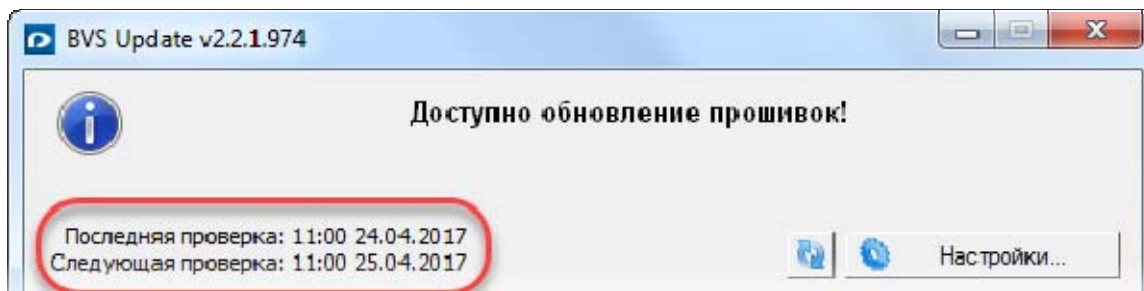 BVS Update v2.2.1.974
Доступно обновление прошивок!
Последняя проверка: 11:00 24.04.2017
Следующая проверка: 11:00 25.04.2017
Настройки...